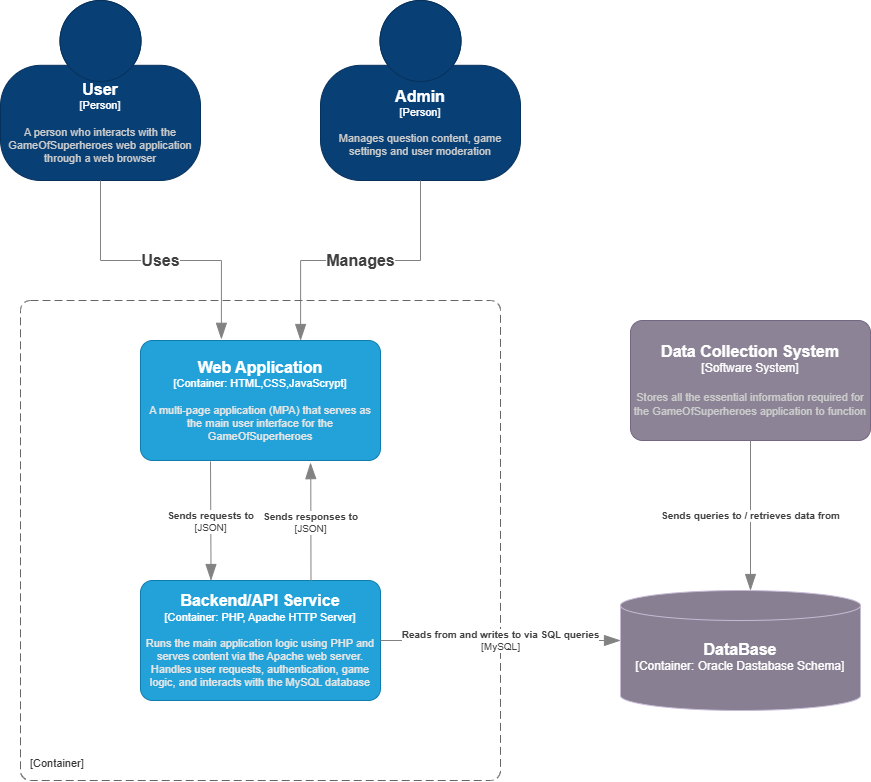 User
[Person]
A person who interacts with the
GameOfSuperheroes web application
through a web browser
Admin
[Person]
Manages question content, game
settings and user moderation
Uses
Manages
Web Application
[Container: HTML,CSS,JavaScrypt]
A multi-page application (MPA) that serves as
the main user interface for the
GameOfSuperheroes
Data Collection System
[Software System]
Stores all the essential information required for
the GameOfSuperheroes application to function
Sends requests to
[JSON]
Sends responses to
[JSON]
Sends queries to / retrieves data from
Backend/API Service
[Container: PHP, Apache HTTP Server]
Runs the main application logic using PHP and
serves content via the Apache web server.
Handles user requests, authentication, game
logic, and interacts with the MySQL database
Reads from and writes to via SQL queries
[MySQL]
DataBase
[Container: Oracle Dastabase Schema]
[Container]